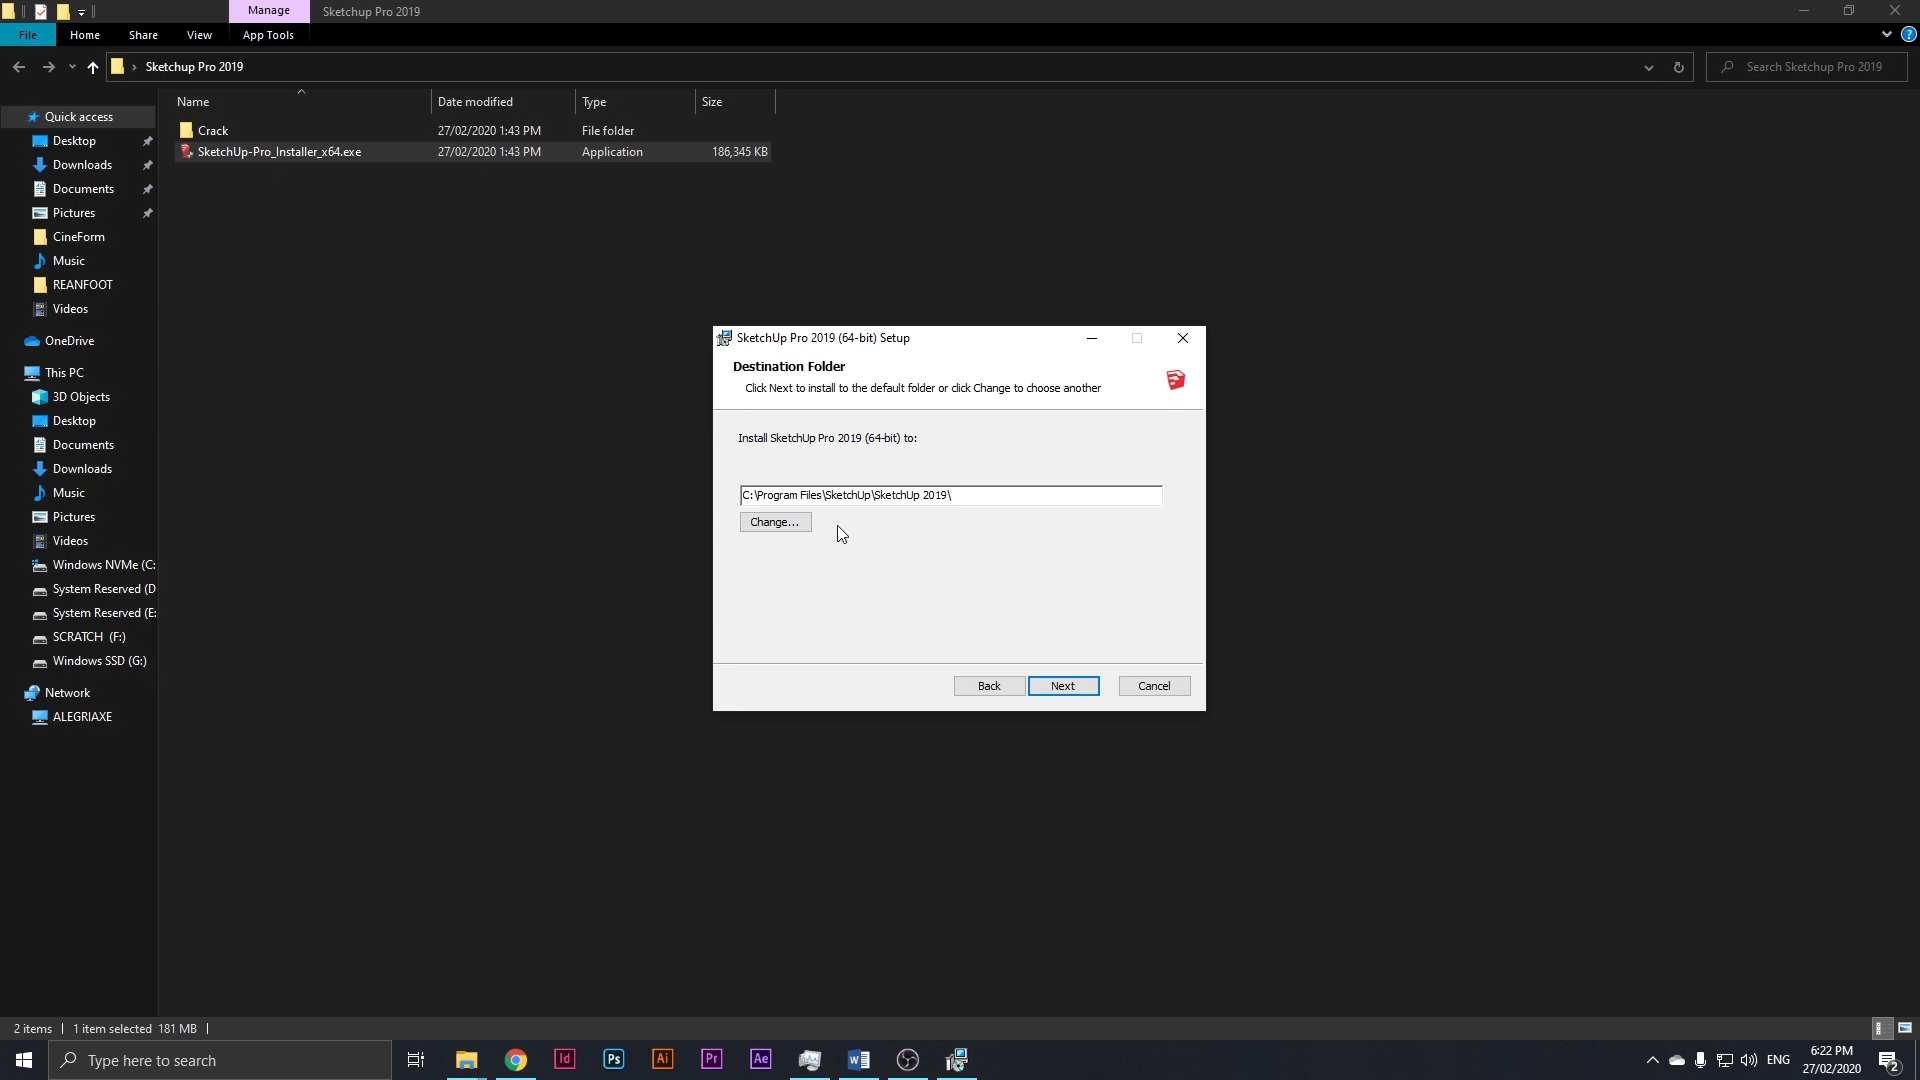 Manage
Sketchup Pro 2019
File
Home
Share
View
App Tools
Sketchup Pro 2019
Search Sketchup Pro 2019
Name
Date modified
Type
Size
Crack
27/02/2020 1:43 PM
File folder
SketchUp-Pro_Installer_x64.exe
27/02/2020 1:43 PM
Application
186,345 KB
Quick access
Desktop
Downloads
Documents
Pictures
CineForm
Music
REANFOOT
Videos
OneDrive
This PC
3D Objects
Desktop
Documents
Downloads
Music
Pictures
Videos
Windows NVMe (C:
System Reserved (D
System Reserved (E:
SCRATCH (F:)
Windows SSD (G:)
Network
ALEGRIAXE
SketchUp Pro 2019 (64-bit) Setup
Destination Folder
Click Next to install to the default folder or click Change to choose another
Install SketchUp Pro 2019 (64-bit) to:
C:\Program Files\SketchUp\SketchUp 2019\
Change...
Back
Next
Cancel
2 items
1 item selected 181 MB
Type here to search
Id
Ps
Ai
Pr
Ae
ENG
6:22 PM
27/02/2020
2